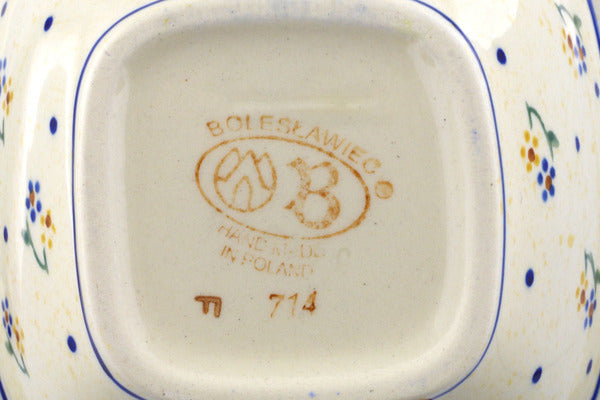 BOLESŁAWIEC ®
B
HAND MADE
IN POLAND
714